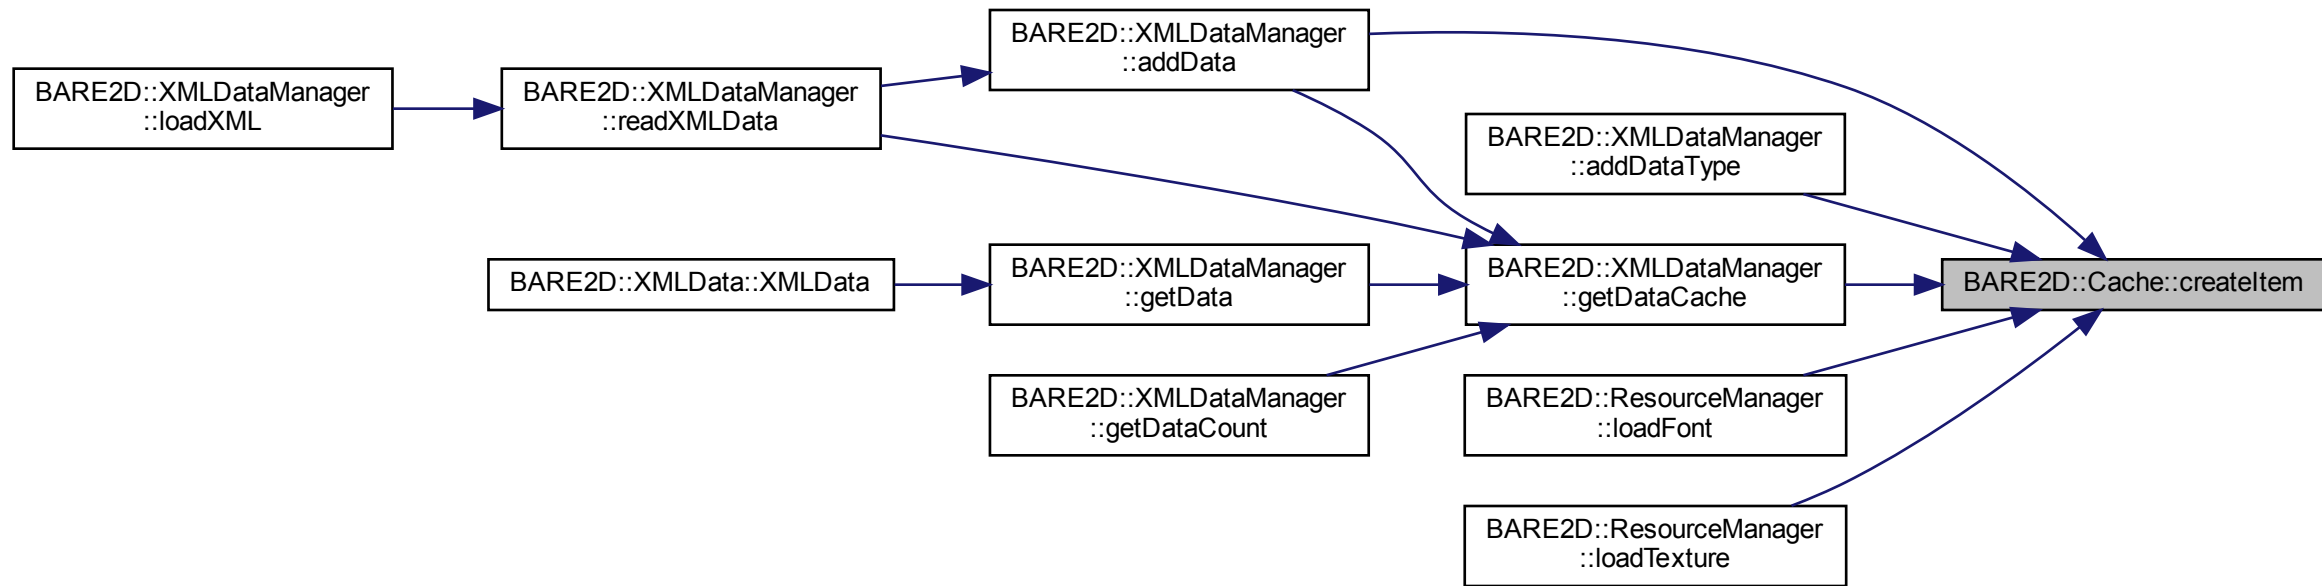 BARE2D::XMLDataManager
::loadXML
BARE2D::XMLDataManager
::readXMLData
BARE2D::XMLDataManager
::addData
BARE2D::XMLDataManager
::addDataType
BARE2D::XMLData::XMLData
BARE2D::XMLDataManager
::getData
BARE2D::XMLDataManager
::getDataCache
BARE2D::Cache::createItem
BARE2D::XMLDataManager
::getDataCount
BARE2D::ResourceManager
::loadFont
BARE2D::ResourceManager
::loadTexture